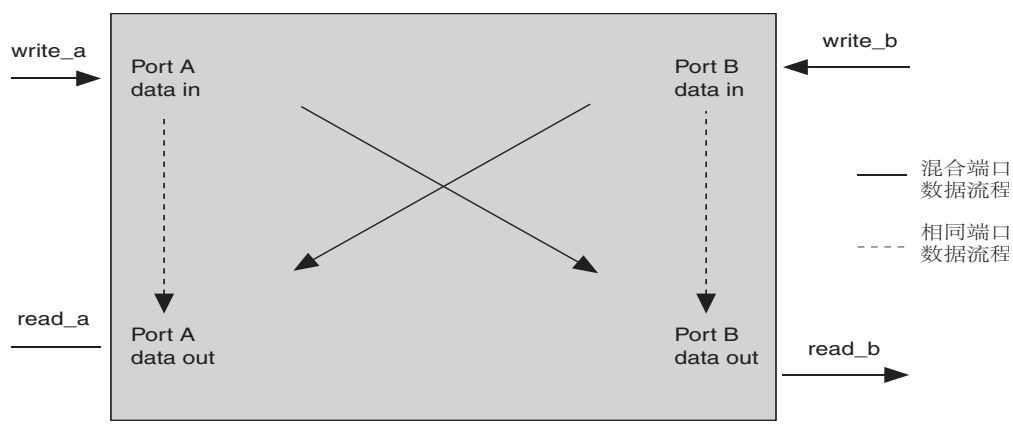 write_a
write_b
Port A
data in
Port B
data in
混合端口
数据流程
相同端口
数据流程
read_a
Port A
data out
Port B
data out
read_b